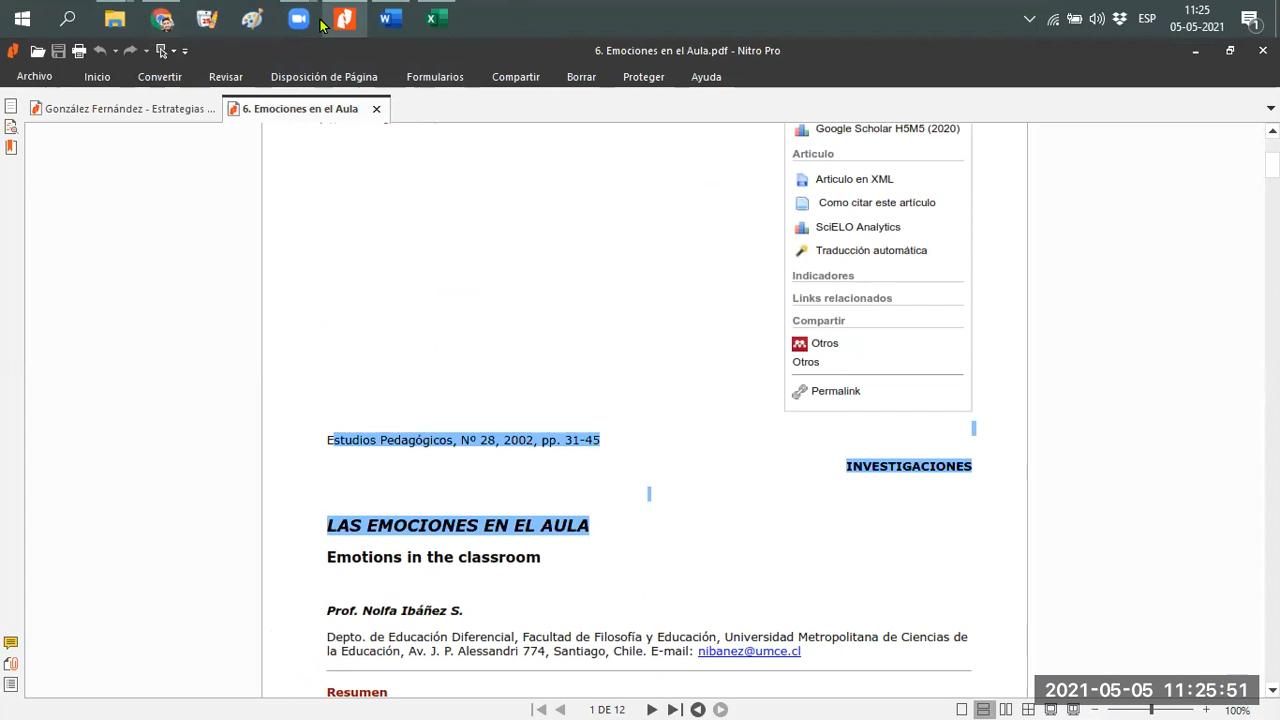 ESP
11:25
05-05-2021
1
6. Emociones en el Aula.pdf - Nitro Pro
Archivo Inicio Convertir Revisar Disposición de Página Formularios Compartir Borrar Proteger Ayuda
González Fernández - Estrategias ...
6. Emociones en el Aula
Google Scholar H5M5 (2020)
Articulo
Articulo en XML
Como citar este artículo
SciELO Analytics
Traducción automática
Indicadores
Links relacionados
Compartir
Otros
Otros
Permalink
Estudios Pedagógicos, Nº 28, 2002, pp. 31-45
INVESTIGACIONES
LAS EMOCIONES EN EL AULA
Emotions in the classroom
Prof. Nolfa Ibáñez S.
Depto. de Educación Diferencial, Facultad de Filosofía y Educación, Universidad Metropolitana de Ciencias de
la Educación, Av. J. P. Alessandri 774, Santiago, Chile. E-mail: nibanez@umce.cl
Resumen
2021-05-05 11:25:51
1 DE 12
100%